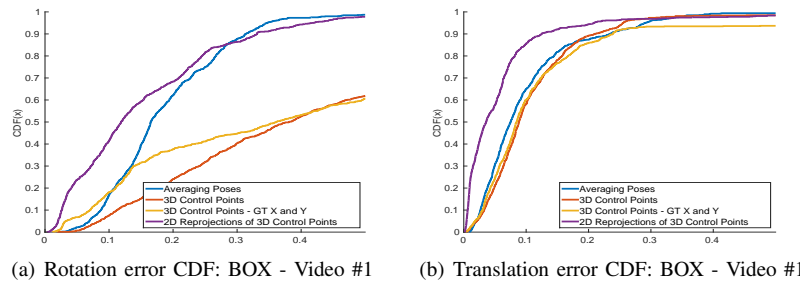 1
0.9
0.8
0.7
0.6
0.5
0.4
0.3
0.2
0.1
0
CDF(x)
0
0.1
0.2
0.3
0.4
Averaging Poses
3D Control Points
3D Control Points - GT X and Y
2D Reprojections of 3D Control Points
(a) Rotation error CDF: BOX - Video #1
1
0.9
0.8
0.7
0.6
0.5
0.4
0.3
0.2
0.1
0
CDF(x)
0
0.1
0.2
0.3
0.4
Averaging Poses
3D Control Points
3D Control Points - GT X and Y
2D Reprojections of 3D Control Points
(b) Translation error CDF: BOX - Video #1